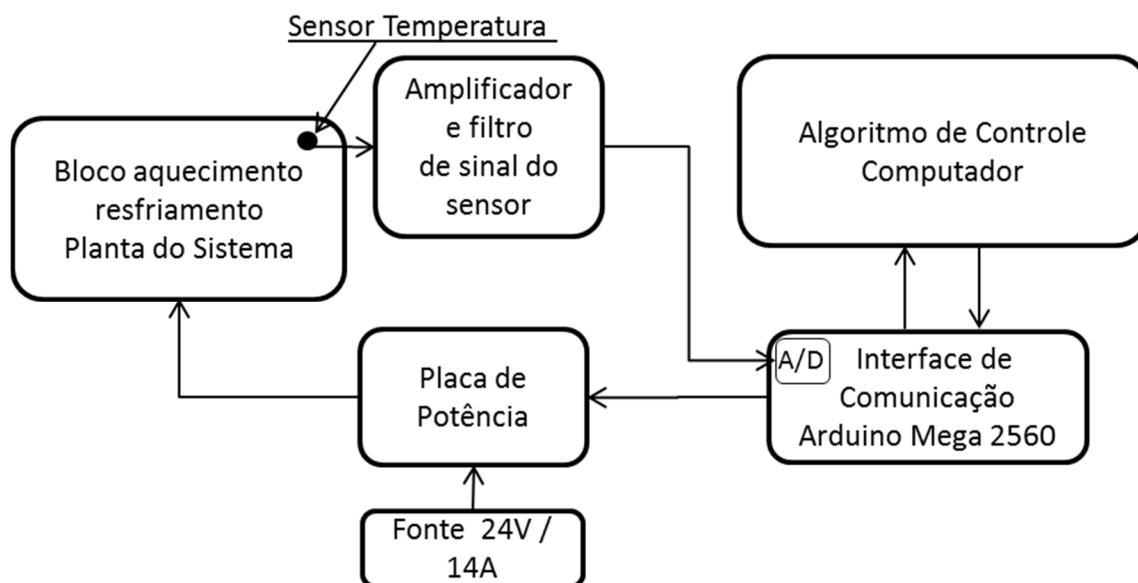 Sensor Temperatura
Amplificador
e filtro
de sinal do
sensor
Algoritmo de Controle
Computador
Bloco aquecimento
resfriamento
Planta do Sistema
A/D
Interface de
Comunicação
Arduino Mega 2560
Placa de
Potência
Fonte 24V /
14A